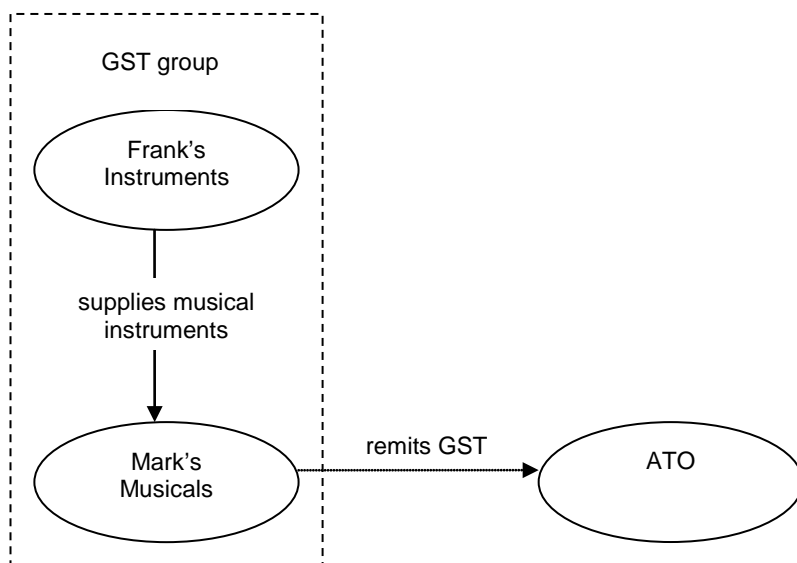 GST group
Frank’s
Instruments
supplies musical
instruments
Mark’s
Musicals
remits GST
ATO